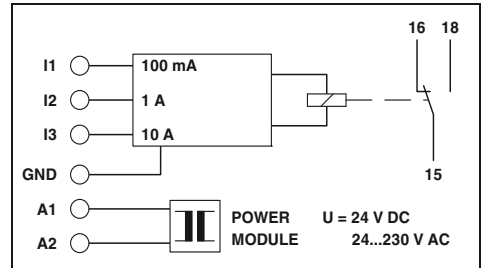 16 18
I1 100 mA
I2 1 A
I3 10 A
GND
15
A1
POWER U = 24 V DC
A2 MODULE 24...230 V AC